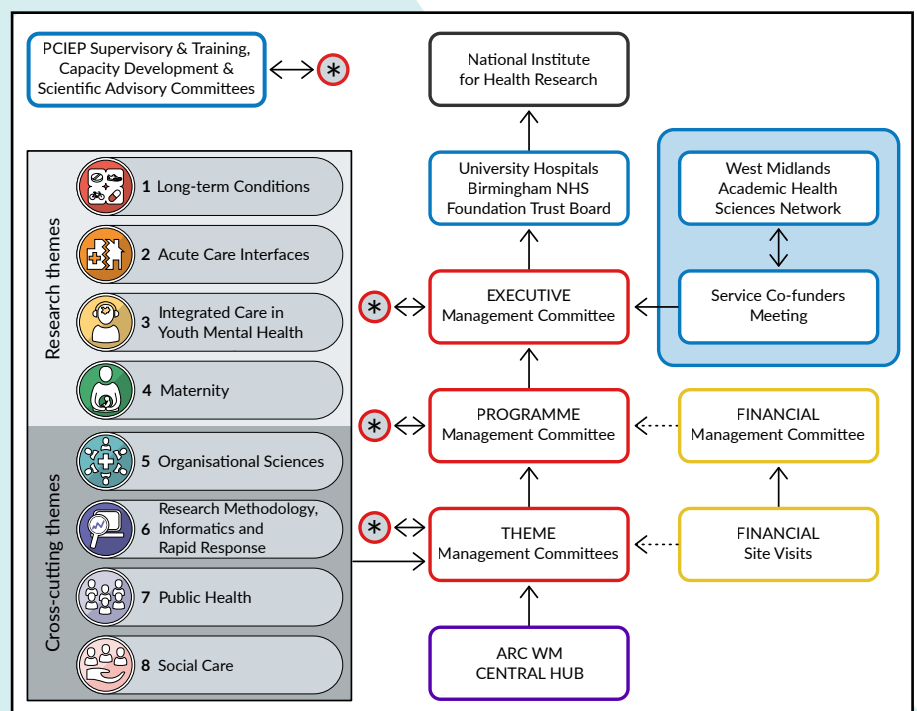 PCIEP Supervisory & Training,
Capacity Development &
Scientific Advisory Committees
*
National Institute
for Health Research
University Hospitals
Birmingham NHS
Foundation Trust Board
West Midlands
Academic Health
Sciences Network
Research themes
1 Long-term Conditions
2 Acute Care Interfaces
3 Integrated Care in
Youth Mental Health
4 Maternity
Cross-cutting themes
5 Organisational Sciences
6 Research Methodology,
Informatics and
Rapid Response
7 Public Health
8 Social Care
*
EXECUTIVE
Management Committee
Service Co-funders
Meeting
*
PROGRAMME
Management Committee
FINANCIAL
Management Committee
*
THEME
Management Committees
FINANCIAL
Site Visits
ARC WM
CENTRAL HUB